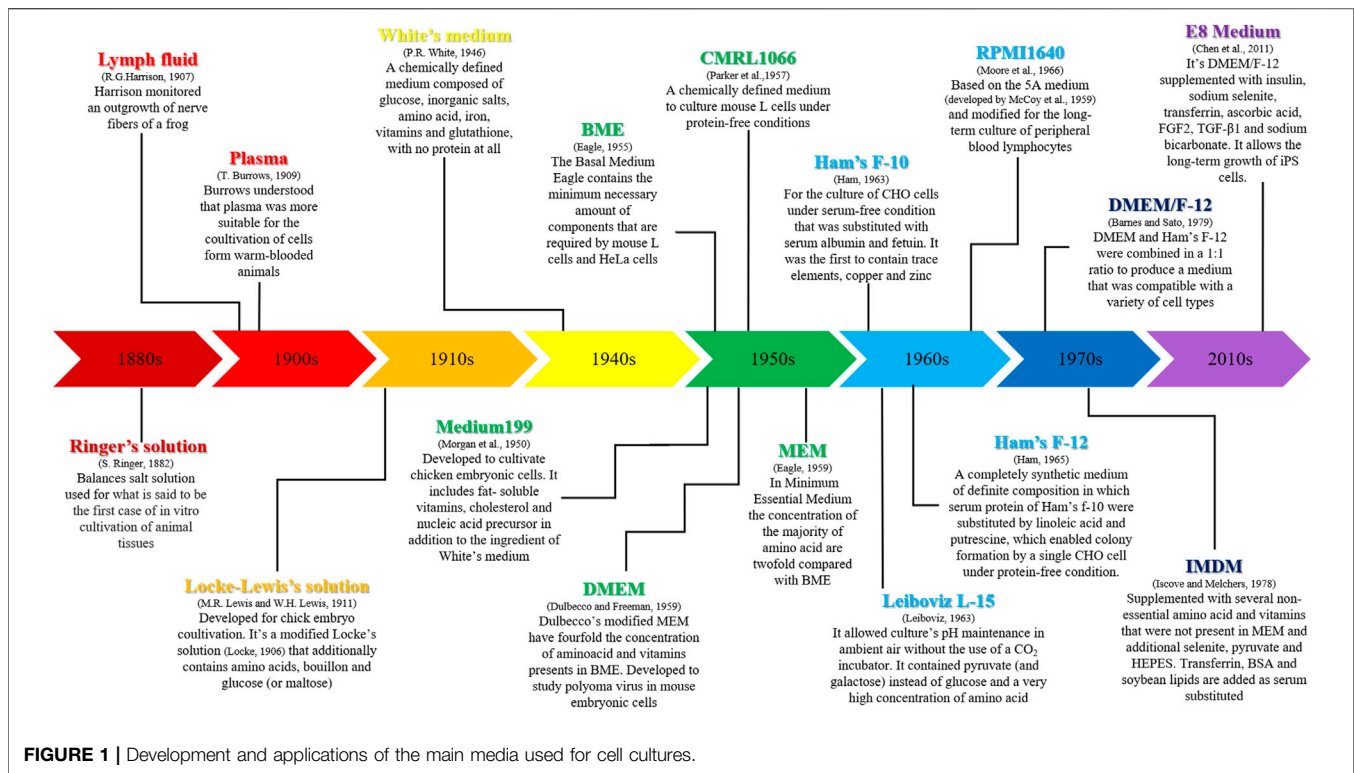 Lymph fluid
(R.G.Harrison, 1907)
Harrison monitored
an outgrowth of nerve
fibers of a frog
Plasma
(T. Burrows, 1909)
Burrows understood
that plasma was more
suitable for the
coultivation of cells
form warm-blooded
animals
White's medium
(P.R. White, 1946)
A chemically defined
medium composed of
glucose, inorganic salts,
amino acid, iron,
vitamins and glutathione,
with no protein at all
BME
(Eagle, 1955)
The Basal Medium
Eagle contains the
minimum necessary
amount of
components that are
required by mouse L
cells and HeLa cells
CMRL1066
(Parker et al.,1957)
A chemically defined
medium to culture mouse L cells under
protein-free conditions
Ham's F-10
(Ham, 1963)
For the culture of CHO cells
under serum-free condition
that was substituted with
serum albumin and fetuin. It
was the first to contain trace
elements, copper and zinc
RPMI1640
(Moore et al., 1966)
Based on the 5A medium
(developed by McCoy et al., 1959)
and modified for the long-
term culture of peripheral
blood lymphocytes
DMEM/F-12
(Barnes and Sato, 1979)
DMEM and Ham's F-12
were combined in a 1:1
ratio to produce a medium
that was compatible with a
variety of cell types
E8 Medium
(Chen et al., 2011)
It's DMEM/F-12
supplemented with insulin,
sodium selenite,
transferrin, ascorbic acid,
FGF2, TGF-β1 and sodium
bicarbonate. It allows the
long-term growth of iPS
cells.
1880s
1900s
1910s
1940s
1950s
1960s
1970s
2010s
Ringer's solution
(S. Ringer, 1882)
Balances salt solution
used for what is said to be
the first case of in vitro
cultivation of animal
tissues
Locke-Lewis's solution
(M.R. Lewis and W.H. Lewis, 1911)
Developed for chick embryo
coultivation. It's a modified Locke's
solution (Locke, 1906) that additionally
contains amino acids, bouillon and
glucose (or maltose)
Medium199
(Morgan et al., 1950)
Developed to cultivate
chicken embryonic cells. It
includes fat- soluble
vitamins, cholesterol and
nucleic acid precursor in
addition to the ingredient of
White's medium
DMEM
(Dulbecco and Freeman, 1959)
Dulbecco's modified MEM
have fourfold the concentration
of aminoacid and vitamins
presents in BME. Developed to
study polyoma virus in mouse
embryonic cells
MEM
(Eagle, 1959)
In Minimum
Essential Medium
the concentration of
the majority of
amino acid are
twofold compared
with BME
Leiboviz L-15
(Leiboviz, 1963)
It allowed culture's pH maintenance in
ambient air without the use of a CO2
incubator. It contained pyruvate (and
galactose) instead of glucose and a very
high concentration of amino acid
Ham's F-12
(Ham, 1965)
A completely synthetic medium
of definite composition in which
serum protein of Ham's f-10 were
substituted by linoleic acid and
putrescine, which enabled colony
formation by a single CHO cell
under protein-free condition.
IMDM
(Iscove and Melchers, 1978)
Supplemented with several non-
essential amino acid and vitamins
that were not present in MEM and
additional selenite, pyruvate and
HEPES. Transferrin, BSA and
soybean lipids are added as serum
substituted
FIGURE 1 | Development and applications of the main media used for cell cultures.